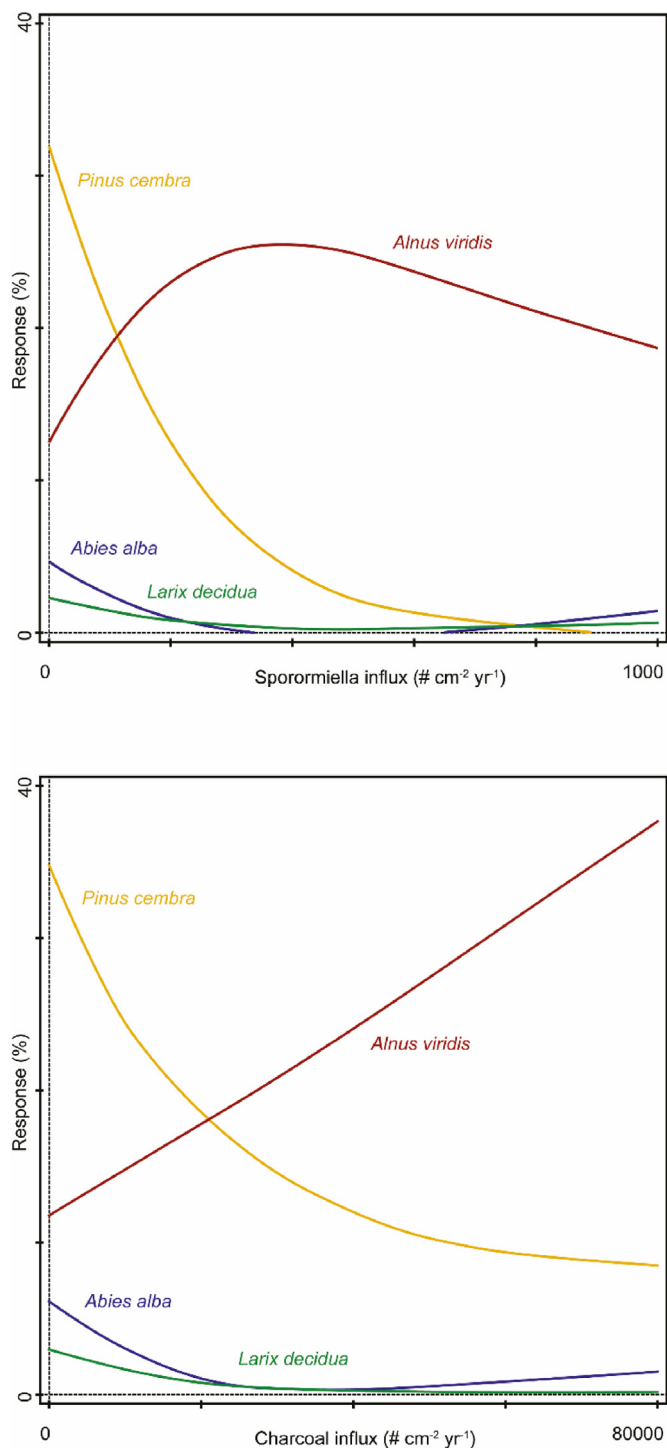 40
Pinus cembra
Alnus viridis
Response (%)
Abies alba
Larix decidua
0
0
Sporormiella influx (# cm⁻² yr⁻¹)
1000
40
Pinus cembra
Alnus viridis
Response (%)
Abies alba
Larix decidua
0
0
Charcoal influx (# cm⁻² yr⁻¹)
80000